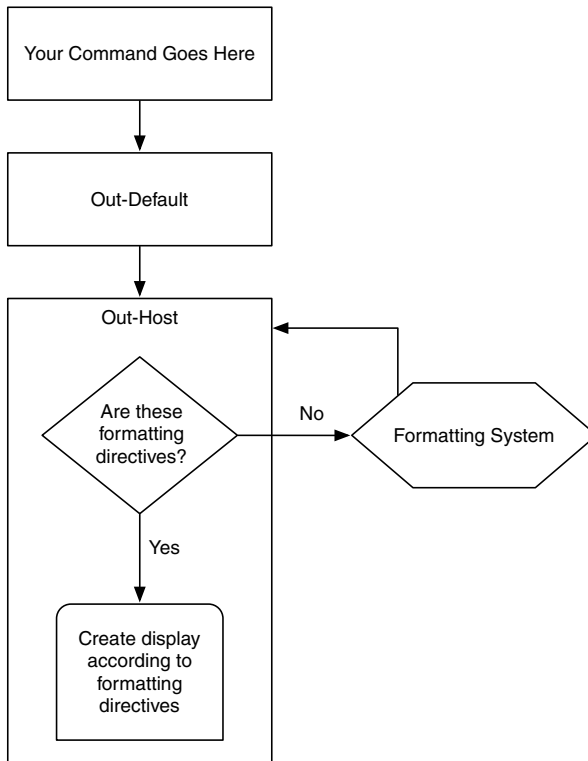 Your Command Goes Here
Out-Default
Out-Host
Are these
formatting
directives?
No
Formatting System
Yes
Create display
according to
formatting
directives